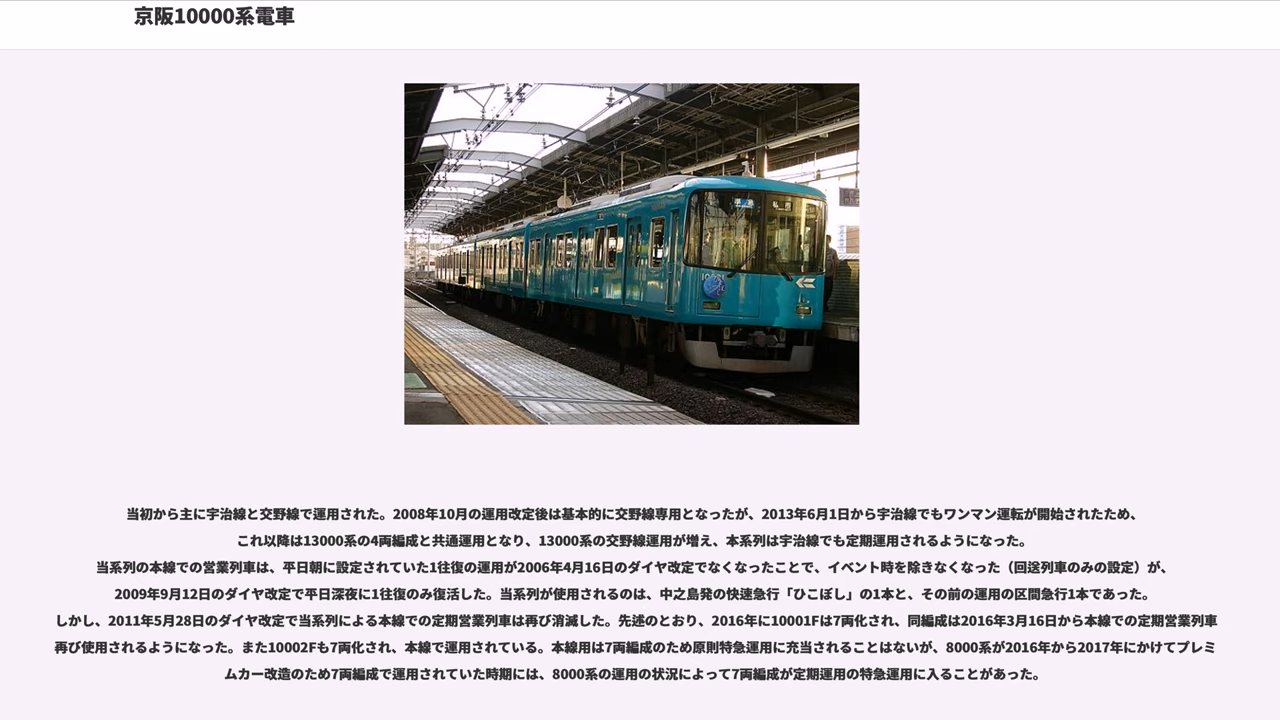 京阪10000系電車
当初から主に宇治線と交野線で運用された。2008年10月の運用改定後は基本的に交野線専用となったが、2013年6月1日から宇治線でもワンマン運転が開始されたため、
これ以降は13000系の4両編成と共通運用となり、13000系の交野線運用が増え、本系列は宇治線でも定期運用されるようになった。
当系列の本線での営業列車は、平日朝に設定されていた1往復の運用が2006年4月16日のダイヤ改定でなくなったことで、イベント時を除きなくなった（回送列車のみの設定）が、
2009年9月12日のダイヤ改定で平日深夜に1往復のみ復活した。当系列が使用されるのは、中之島発の快速急行「ひこぼし」の1本と、その前の運用の区間急行1本であった。
しかし、2011年5月28日のダイヤ改定で当系列による本線での定期営業列車は再び消滅した。先述のとおり、2016年に10001Fは7両化され、同編成は2016年3月16日から本線での定期営業列車
再び使用されるようになった。また10002Fも7両化され、本線で運用されている。本線用は7両編成のため原則特急運用に充当されることはないが、8000系が2016年から2017年にかけてプレミ
ムカー改造のため7両編成で運用されていた時期には、8000系の運用の状況によって7両編成が定期運用の特急運用に入ることがあった。